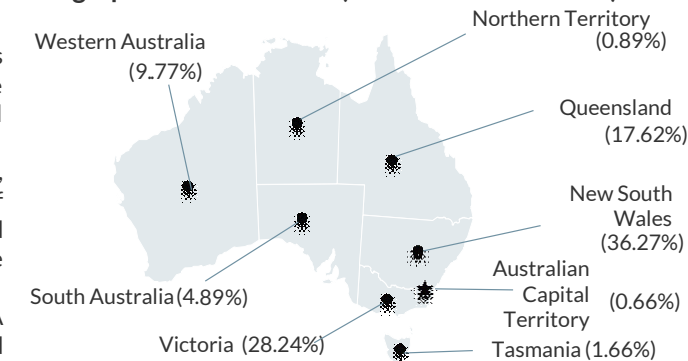 Northern Territory
(0.89%)
Western Australia
(9..77%)
Queensland
(17.62%)
New South
Wales
(36.27%)
Australian
Capital
Territory
(0.66%)
South Australia (4.89%)
Victoria (28.24%)
Tasmania (1.66%)